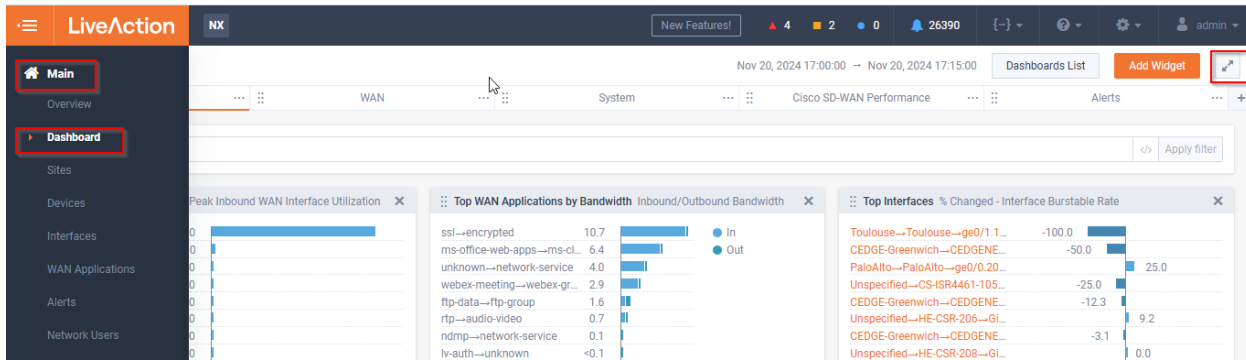 LiveAction
NX
New Features!
4
2
0
26390
{--}
admin
Main
Overview
Dashboard
Sites
Devices
Interfaces
WAN Applications
Alerts
Network Users
Nov 20, 2024 17:00:00 → Nov 20, 2024 17:15:00
Dashboards List
Add Widget
WAN
System
Cisco SD-WAN Performance
Alerts
+
</> Apply filter
Peak Inbound WAN Interface Utilization
0
0
0
0
0
0
0
0
Top WAN Applications by Bandwidth Inbound/Outbound Bandwidth
ssl→encrypted 10.7
ms-office-web-apps→ms-cl... 6.4
unknown→network-service 4.0
webex-meeting→webex-gr... 2.9
ftp-data→ftp-group 1.6
rtp→audio-video 0.7
ndmp→network-service 0.1
lv-auth→unknown <0.1
In
Out
Top Interfaces % Changed - Interface Burstable Rate
Toulouse→Toulouse→ge0/1.1... -100.0
CEDGE-Greenwich→CEDGENE... -50.0
PaloAlto→PaloAlto→ge0/0.20... 25.0
Unspecified→CS-ISR4461-105... -25.0
CEDGE-Greenwich→CEDGENE... -12.3
Unspecified→HE-CSR-206→Gi... 9.2
CEDGE-Greenwich→CEDGENE... -3.1
Unspecified→HE-CSR-208→Gi... 0.0